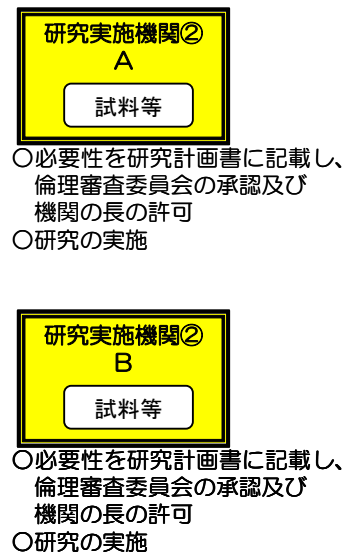 研究実施機関②
A
試料等
○必要性を研究計画書に記載し、
倫理審査委員会の承認及び
機関の長の許可
○研究の実施
研究実施機関②
B
試料等
○必要性を研究計画書に記載し、
倫理審査委員会の承認及び
機関の長の許可
○研究の実施